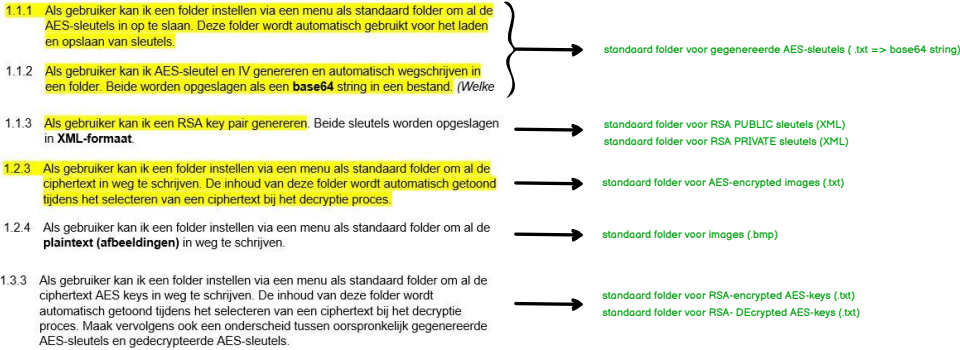 1.1.1 Als gebruiker kan ik een folder instellen via een menu als standaard folder om al de
AES-sleutels in op te slaan. Deze folder wordt automatisch gebruikt voor het laden
en opslaan van sleutels.
standaard folder voor gegenereerde AES-sleutels ( .txt => base64 string)
1.1.2 Als gebruiker kan ik AES-sleutel en IV genereren en automatisch wegschrijven in
een folder. Beide worden opgeslagen als een base64 string in een bestand. (Welke
1.1.3 Als gebruiker kan ik een RSA key pair genereren. Beide sleutels worden opgeslagen
in XML-formaat.
standaard folder voor RSA PUBLIC sleutels (XML)
standaard folder voor RSA PRIVATE sleutels (XML)
1.2.3 Als gebruiker kan ik een folder instellen via een menu als standaard folder om al de
ciphertext in weg te schrijven. De inhoud van deze folder wordt automatisch getoond
tijdens het selecteren van een ciphertext bij het decryptie proces.
standaard folder voor AES-encrypted images (.txt)
1.2.4 Als gebruiker kan ik een folder instellen via een menu als standaard folder om al de
plaintext (afbeeldingen) in weg te schrijven.
standaard folder voor images (.bmp)
1.3.3 Als gebruiker kan ik een folder instellen via een menu als standaard folder om al de
ciphertext AES keys in weg te schrijven. De inhoud van deze folder wordt
automatisch getoond tijdens het selecteren van een ciphertext bij het decryptie
proces. Maak vervolgens ook een onderscheid tussen oorspronkelijk gegenereerde
AES-sleutels en gedecrypteerde AES-sleutels.
standaard folder voor RSA-encrypted AES-keys (.txt)
standaard folder voor RSA- DEcrypted AES-keys (.txt)